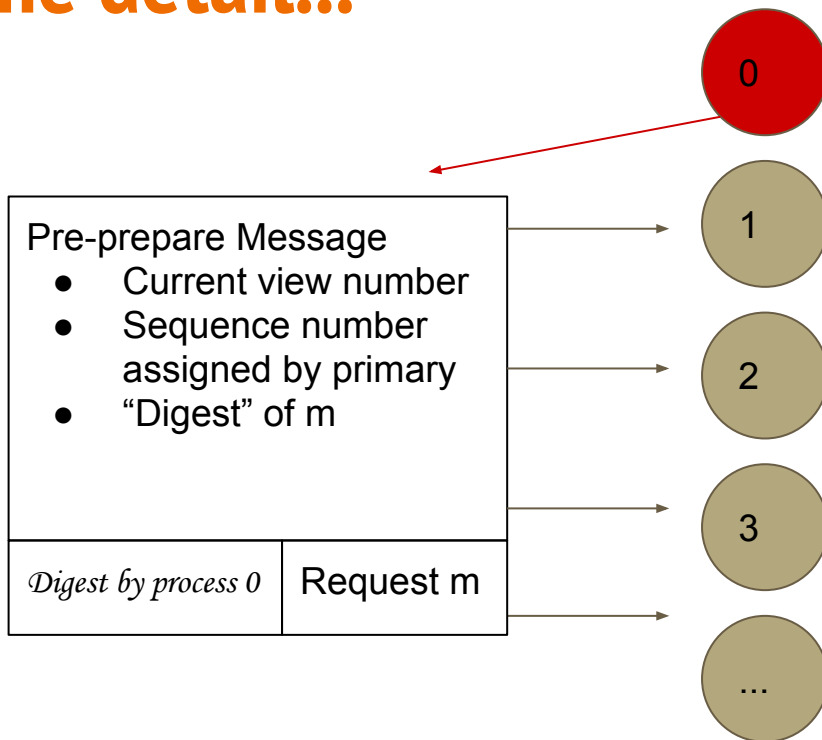 detail...
0
Pre-prepare Message
● Current view number
● Sequence number
assigned by primary
● “Digest” of m
Digest by process 0
Request m
1
2
3
...